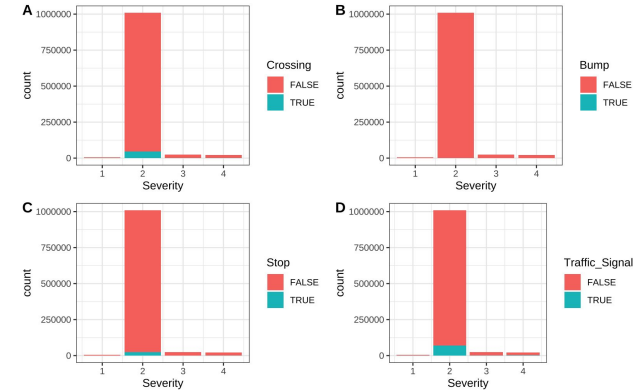 A
count
1000000
750000
500000
250000
0
1 2 3 4
Severity
Crossing
FALSE
TRUE
B
count
1000000
750000
500000
250000
0
1 2 3 4
Severity
Bump
FALSE
TRUE
C
count
1000000
750000
500000
250000
0
1 2 3 4
Severity
Stop
FALSE
TRUE
D
count
1000000
750000
500000
250000
0
1 2 3 4
Severity
Traffic_Signal
FALSE
TRUE